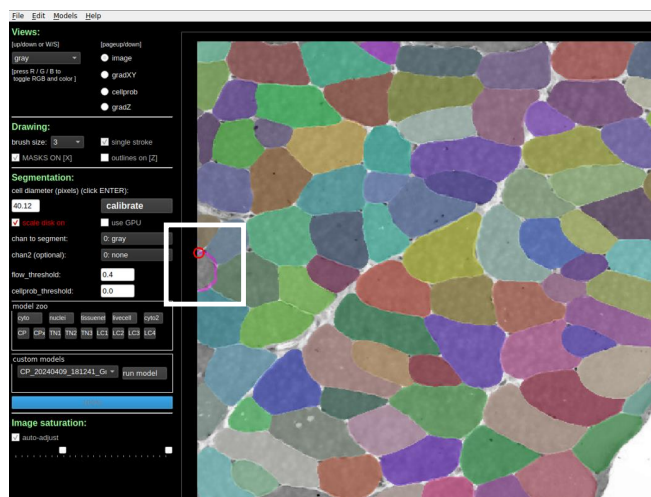 File Edit Models Help
Views:
[up/down or W/S] [pageup/down]
gray image
[press R / G / B to gradXY
toggle RGB and color ]
cellprob
gradZ
Drawing:
brush size: 3 single stroke
MASKS ON [X] outlines on [Z]
Segmentation:
cell diameter (pixels) (click ENTER):
40.12 calibrate
scale disk on use GPU
chan to segment: 0: gray
chan2 (optional): 0: none
flow_threshold: 0.4
cellprob_threshold: 0.0
model zoo
cyto nuclei tissuenet livecell cyto2
CP CPx TN1 TN2 TN3 LC1 LC2 LC3 LC4
custom models
CP_20240409_181241_Gr run model
Image saturation:
auto-adjust